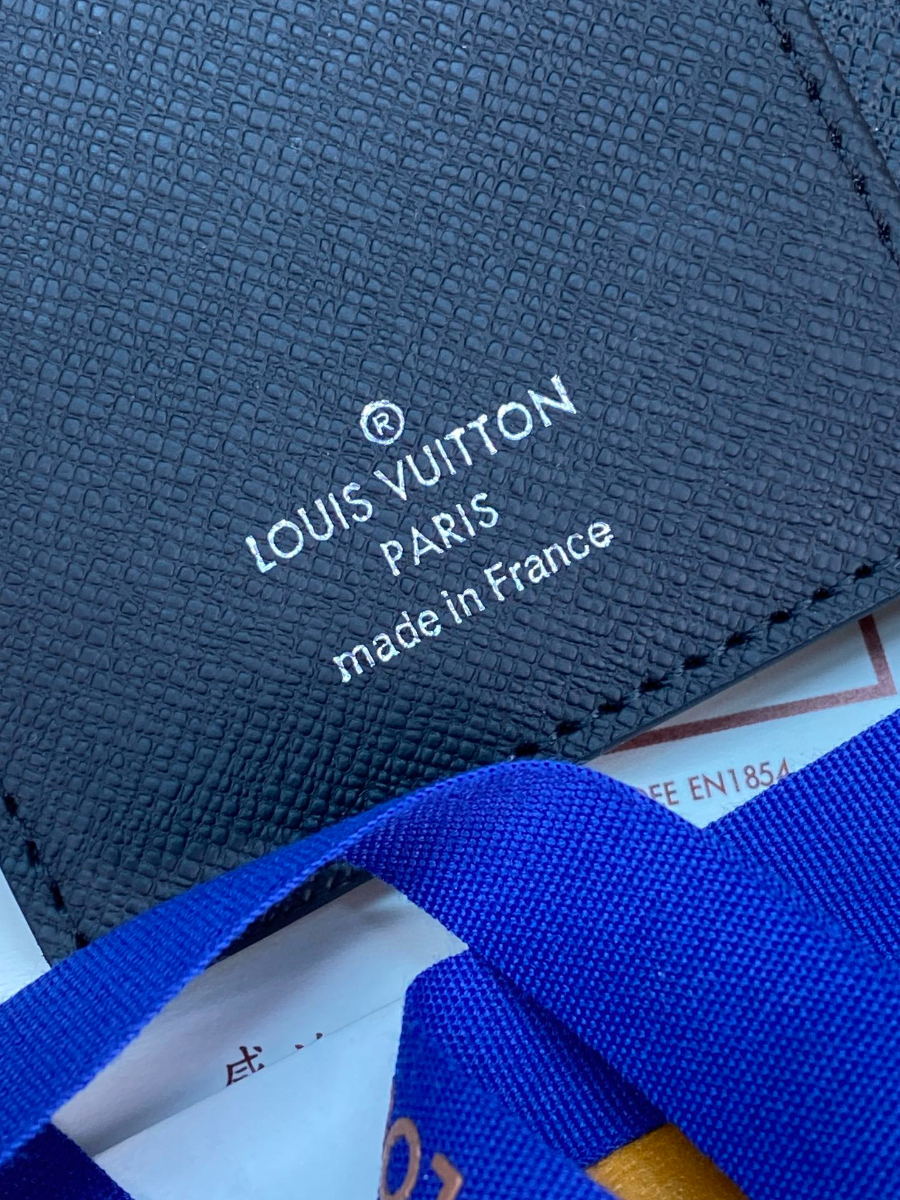 ®
LOUIS VUITTON
PARIS
made in France
EN1854